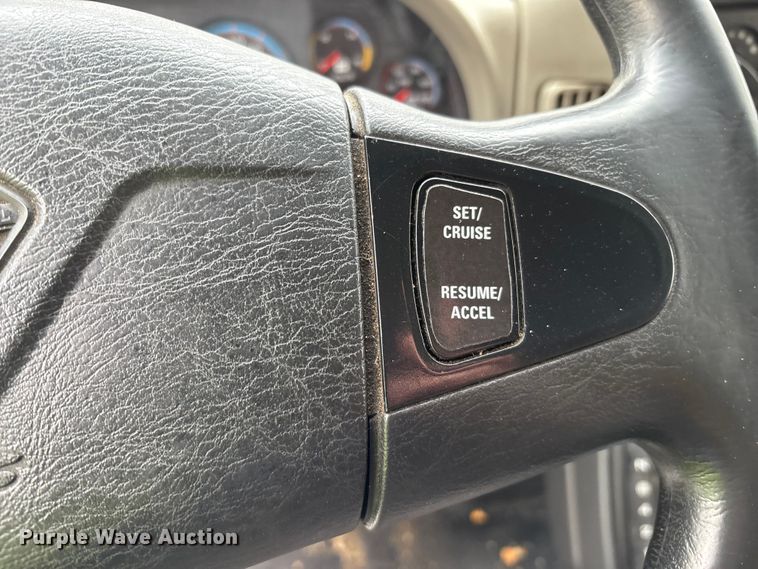 SET/
CRUISE
RESUME/
ACCEL
Purple Wave Auction